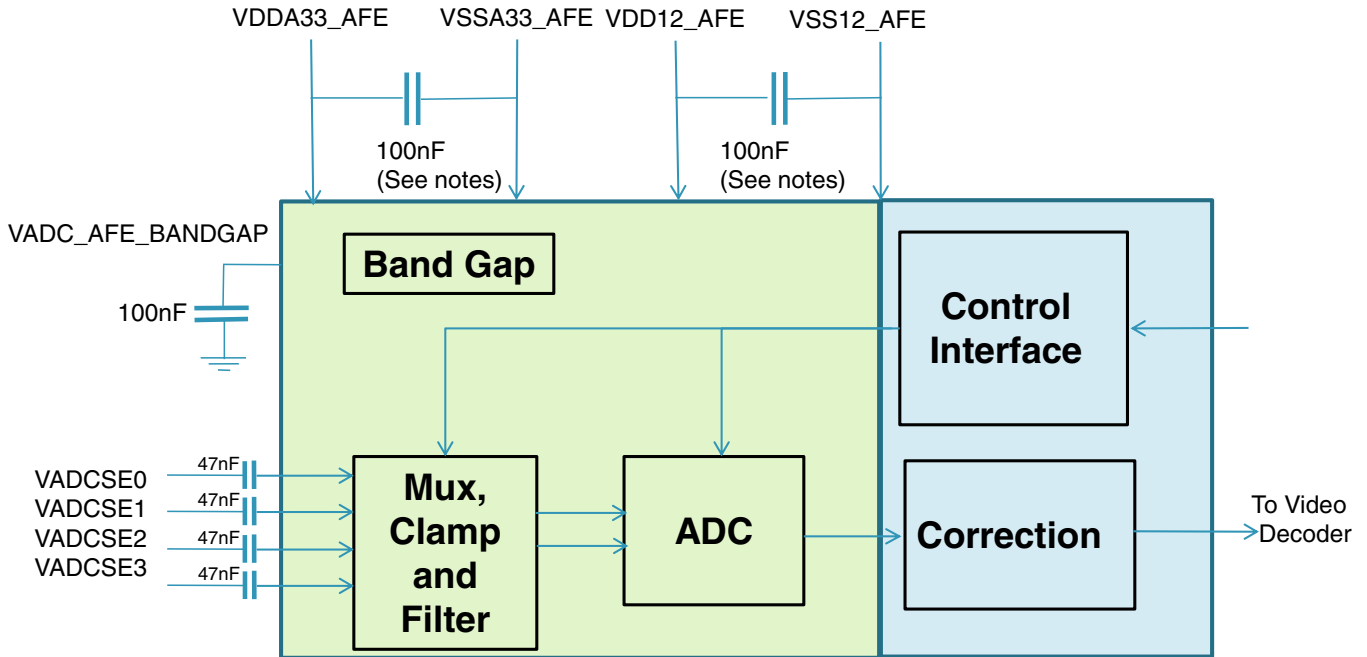 VDDA33_AFE
VSSA33_AFE
VDD12_AFE
VSS12_AFE
100nF
(See notes)
100nF
(See notes)
VADC_AFE_BANDGAP
100nF
Band Gap
Control
Interface
VADCSE0
VADCSE1
VADCSE2
VADCSE3
47nF
47nF
47nF
47nF
Mux,
Clamp
and
Filter
ADC
Correction
To Video
Decoder